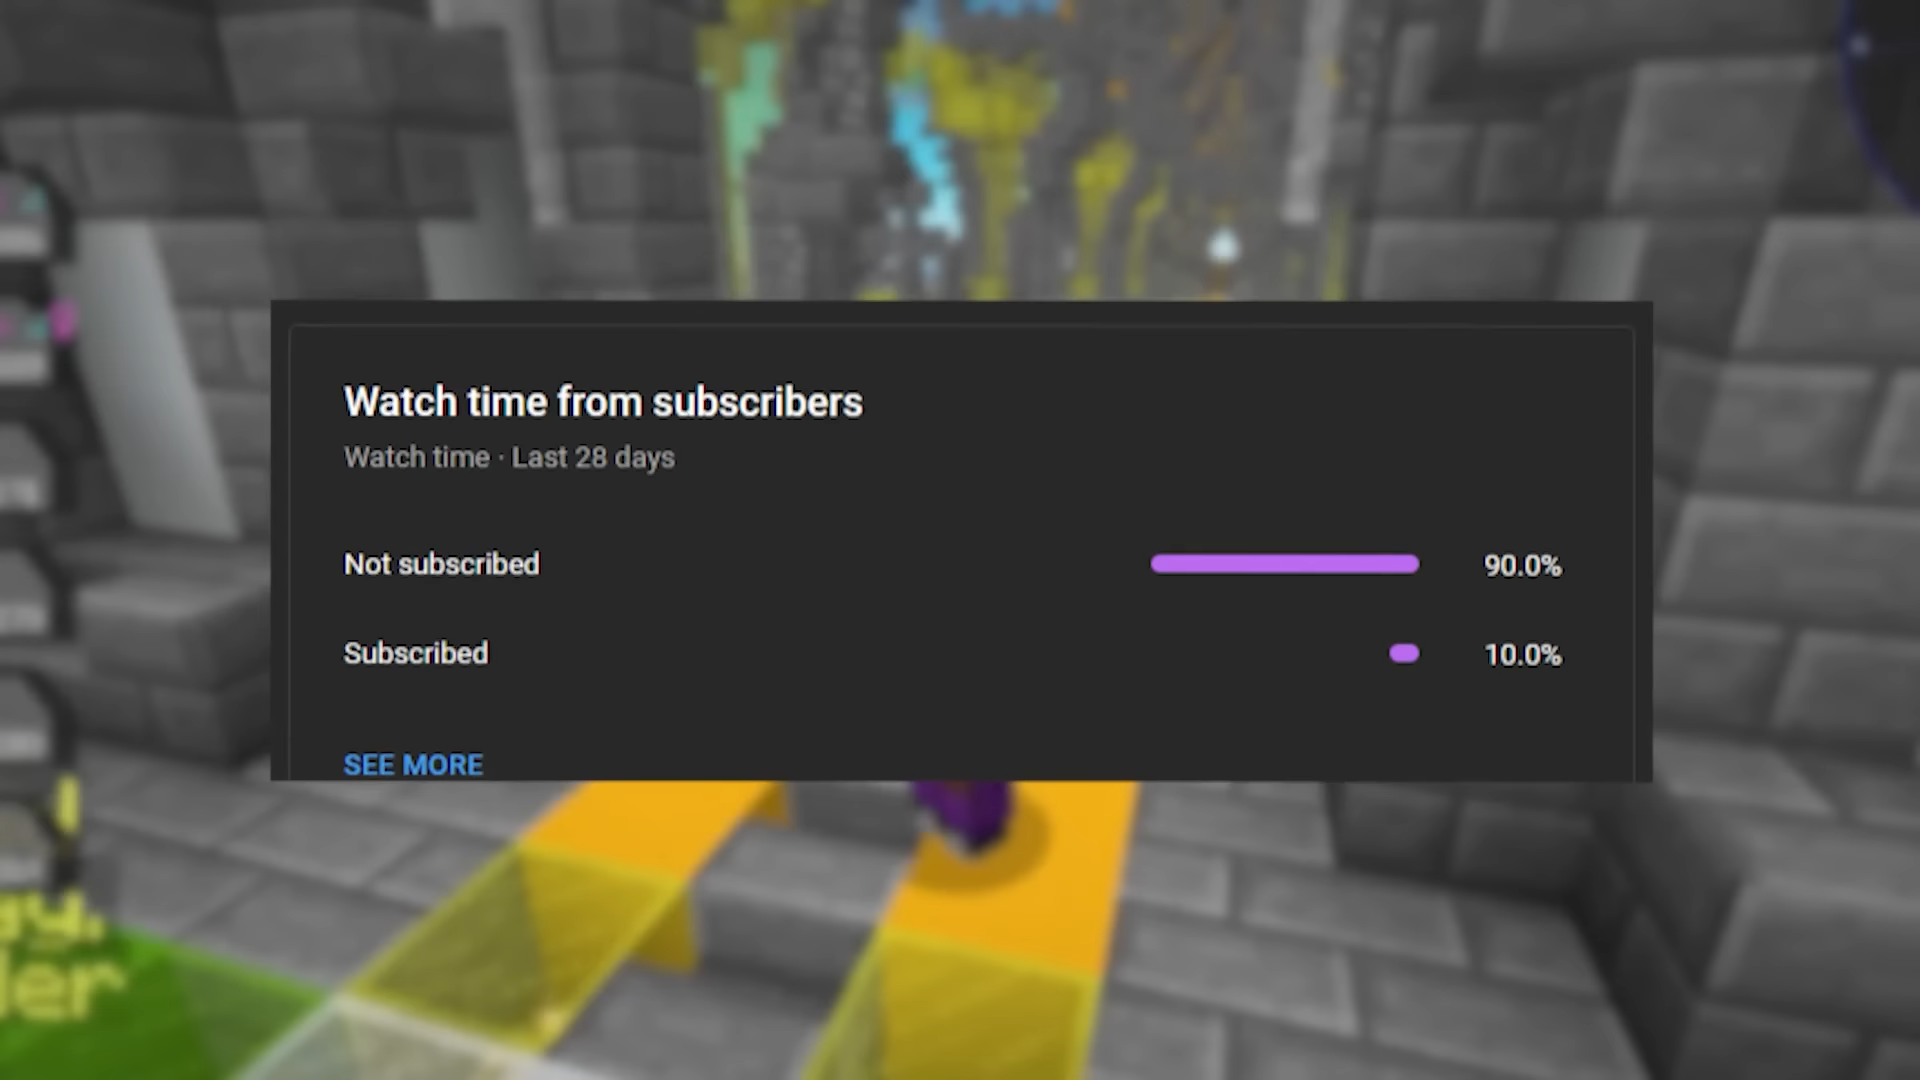 Watch time from subscribers
Watch time · Last 28 days
Not subscribed 90.0%
Subscribed 10.0%
SEE MORE